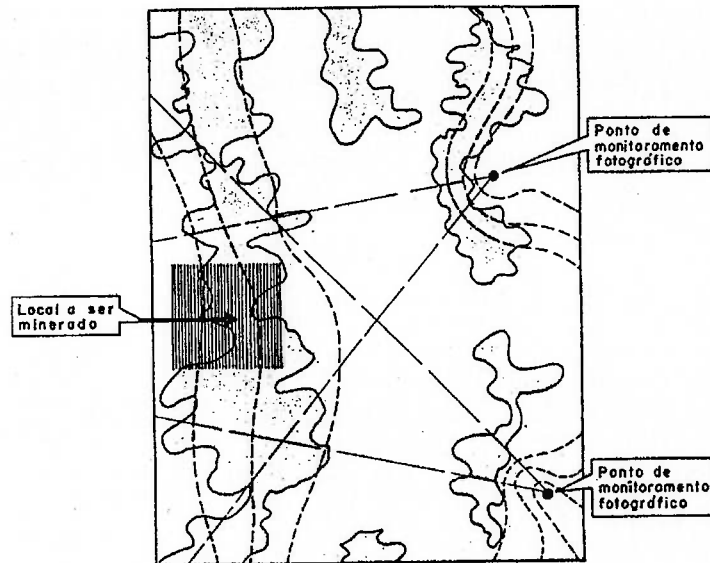 Ponto de
monitoramento
fotográfico
Local a ser
minerado
Ponto de
monitoramento
fotográfico